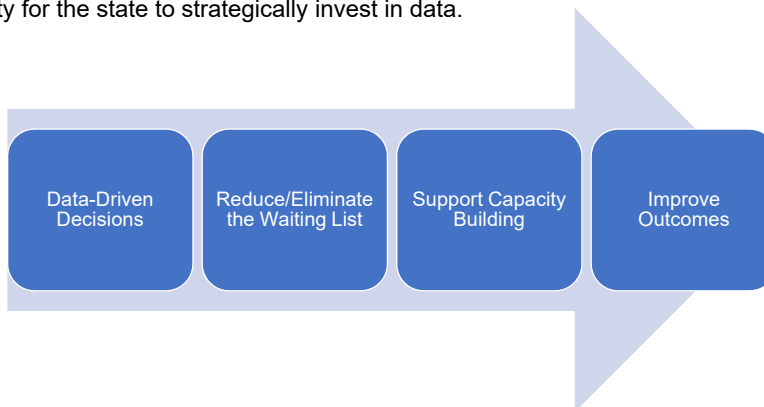 ty for the state to strategically invest in data.
Data-Driven
Decisions
Reduce/Eliminate
the Waiting List
Support Capacity
Building
Improve
Outcomes